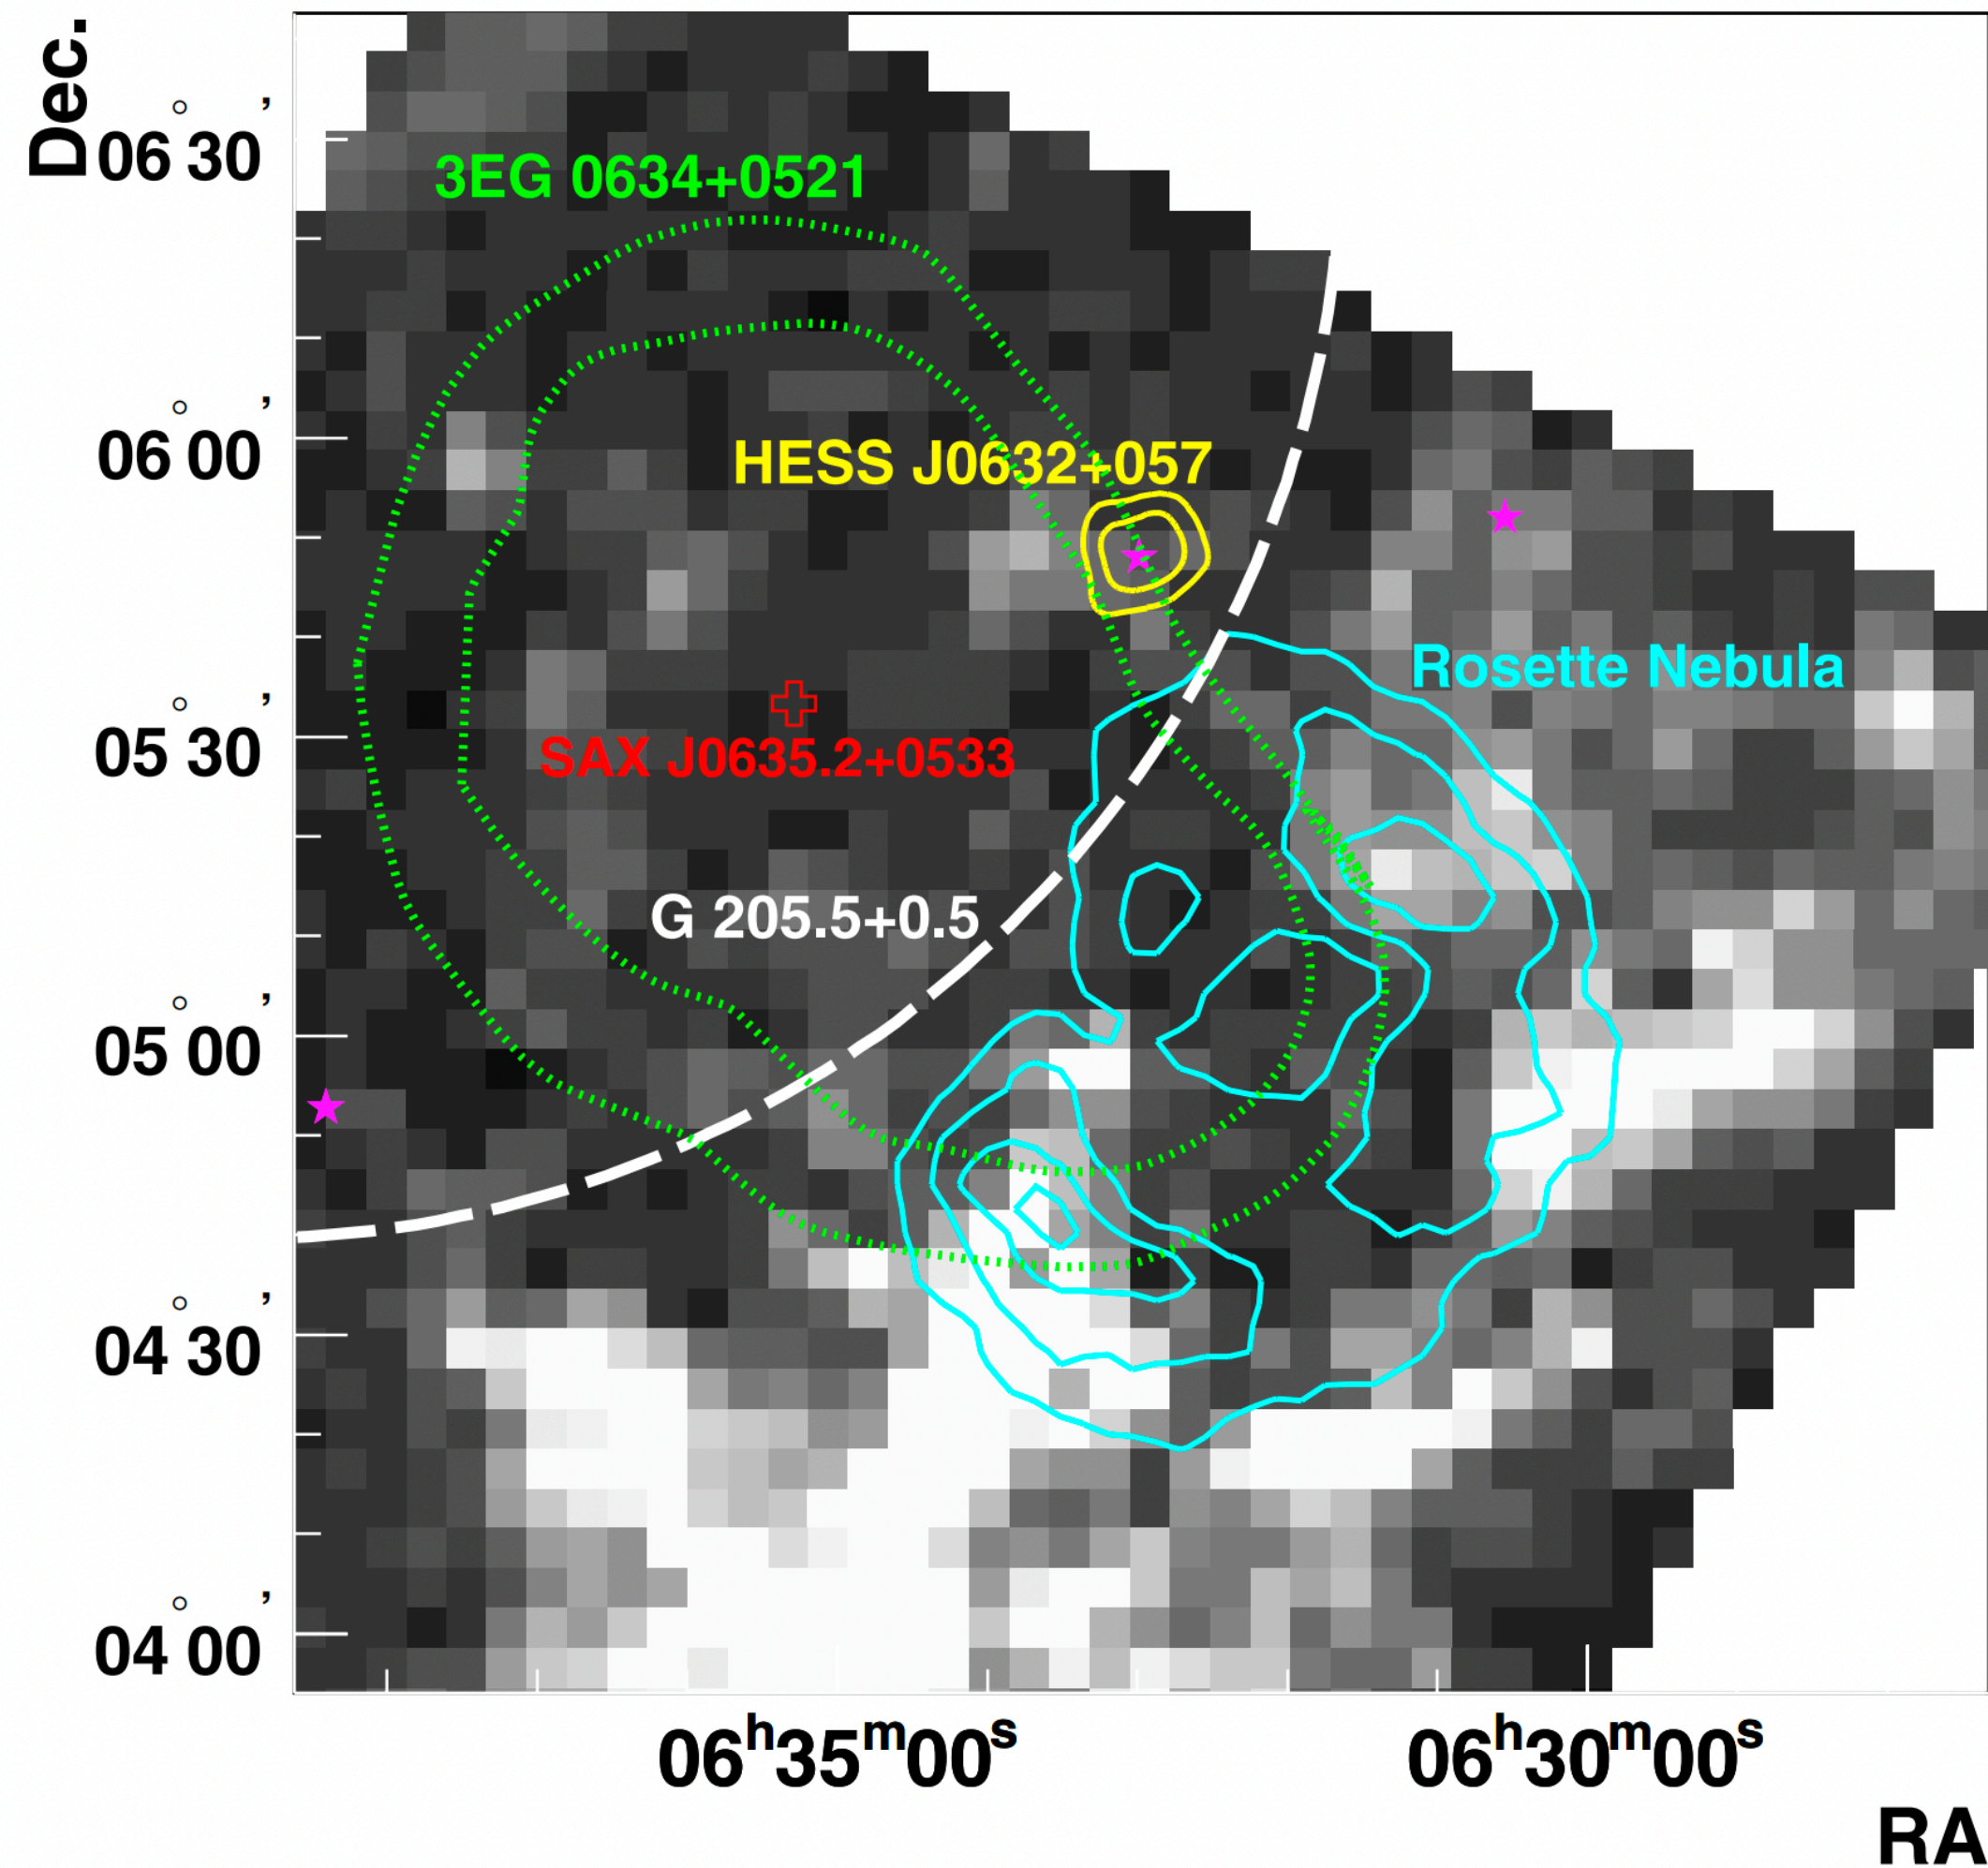 Dec.
06°30’
3EG 0634+0521
06°00’
HESS J0632+057
Rosette Nebula
05°30’
SAX J0635.2+0533
G 205.5+0.5
05°00’
04°30’
04°00’
06h35m00s
06h30m00s
RA